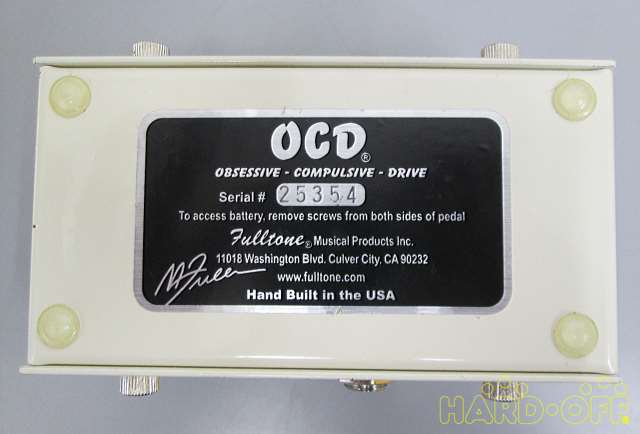 OCD®
OBSESSIVE - COMPULSIVE - DRIVE
Serial # 25354
To access battery, remove screws from both sides of pedal
Fulltone® Musical Products Inc.
11018 Washington Blvd. Culver City, CA 90232
www.fulltone.com
M Fuller
Hand Built in the USA
HARD·OFF